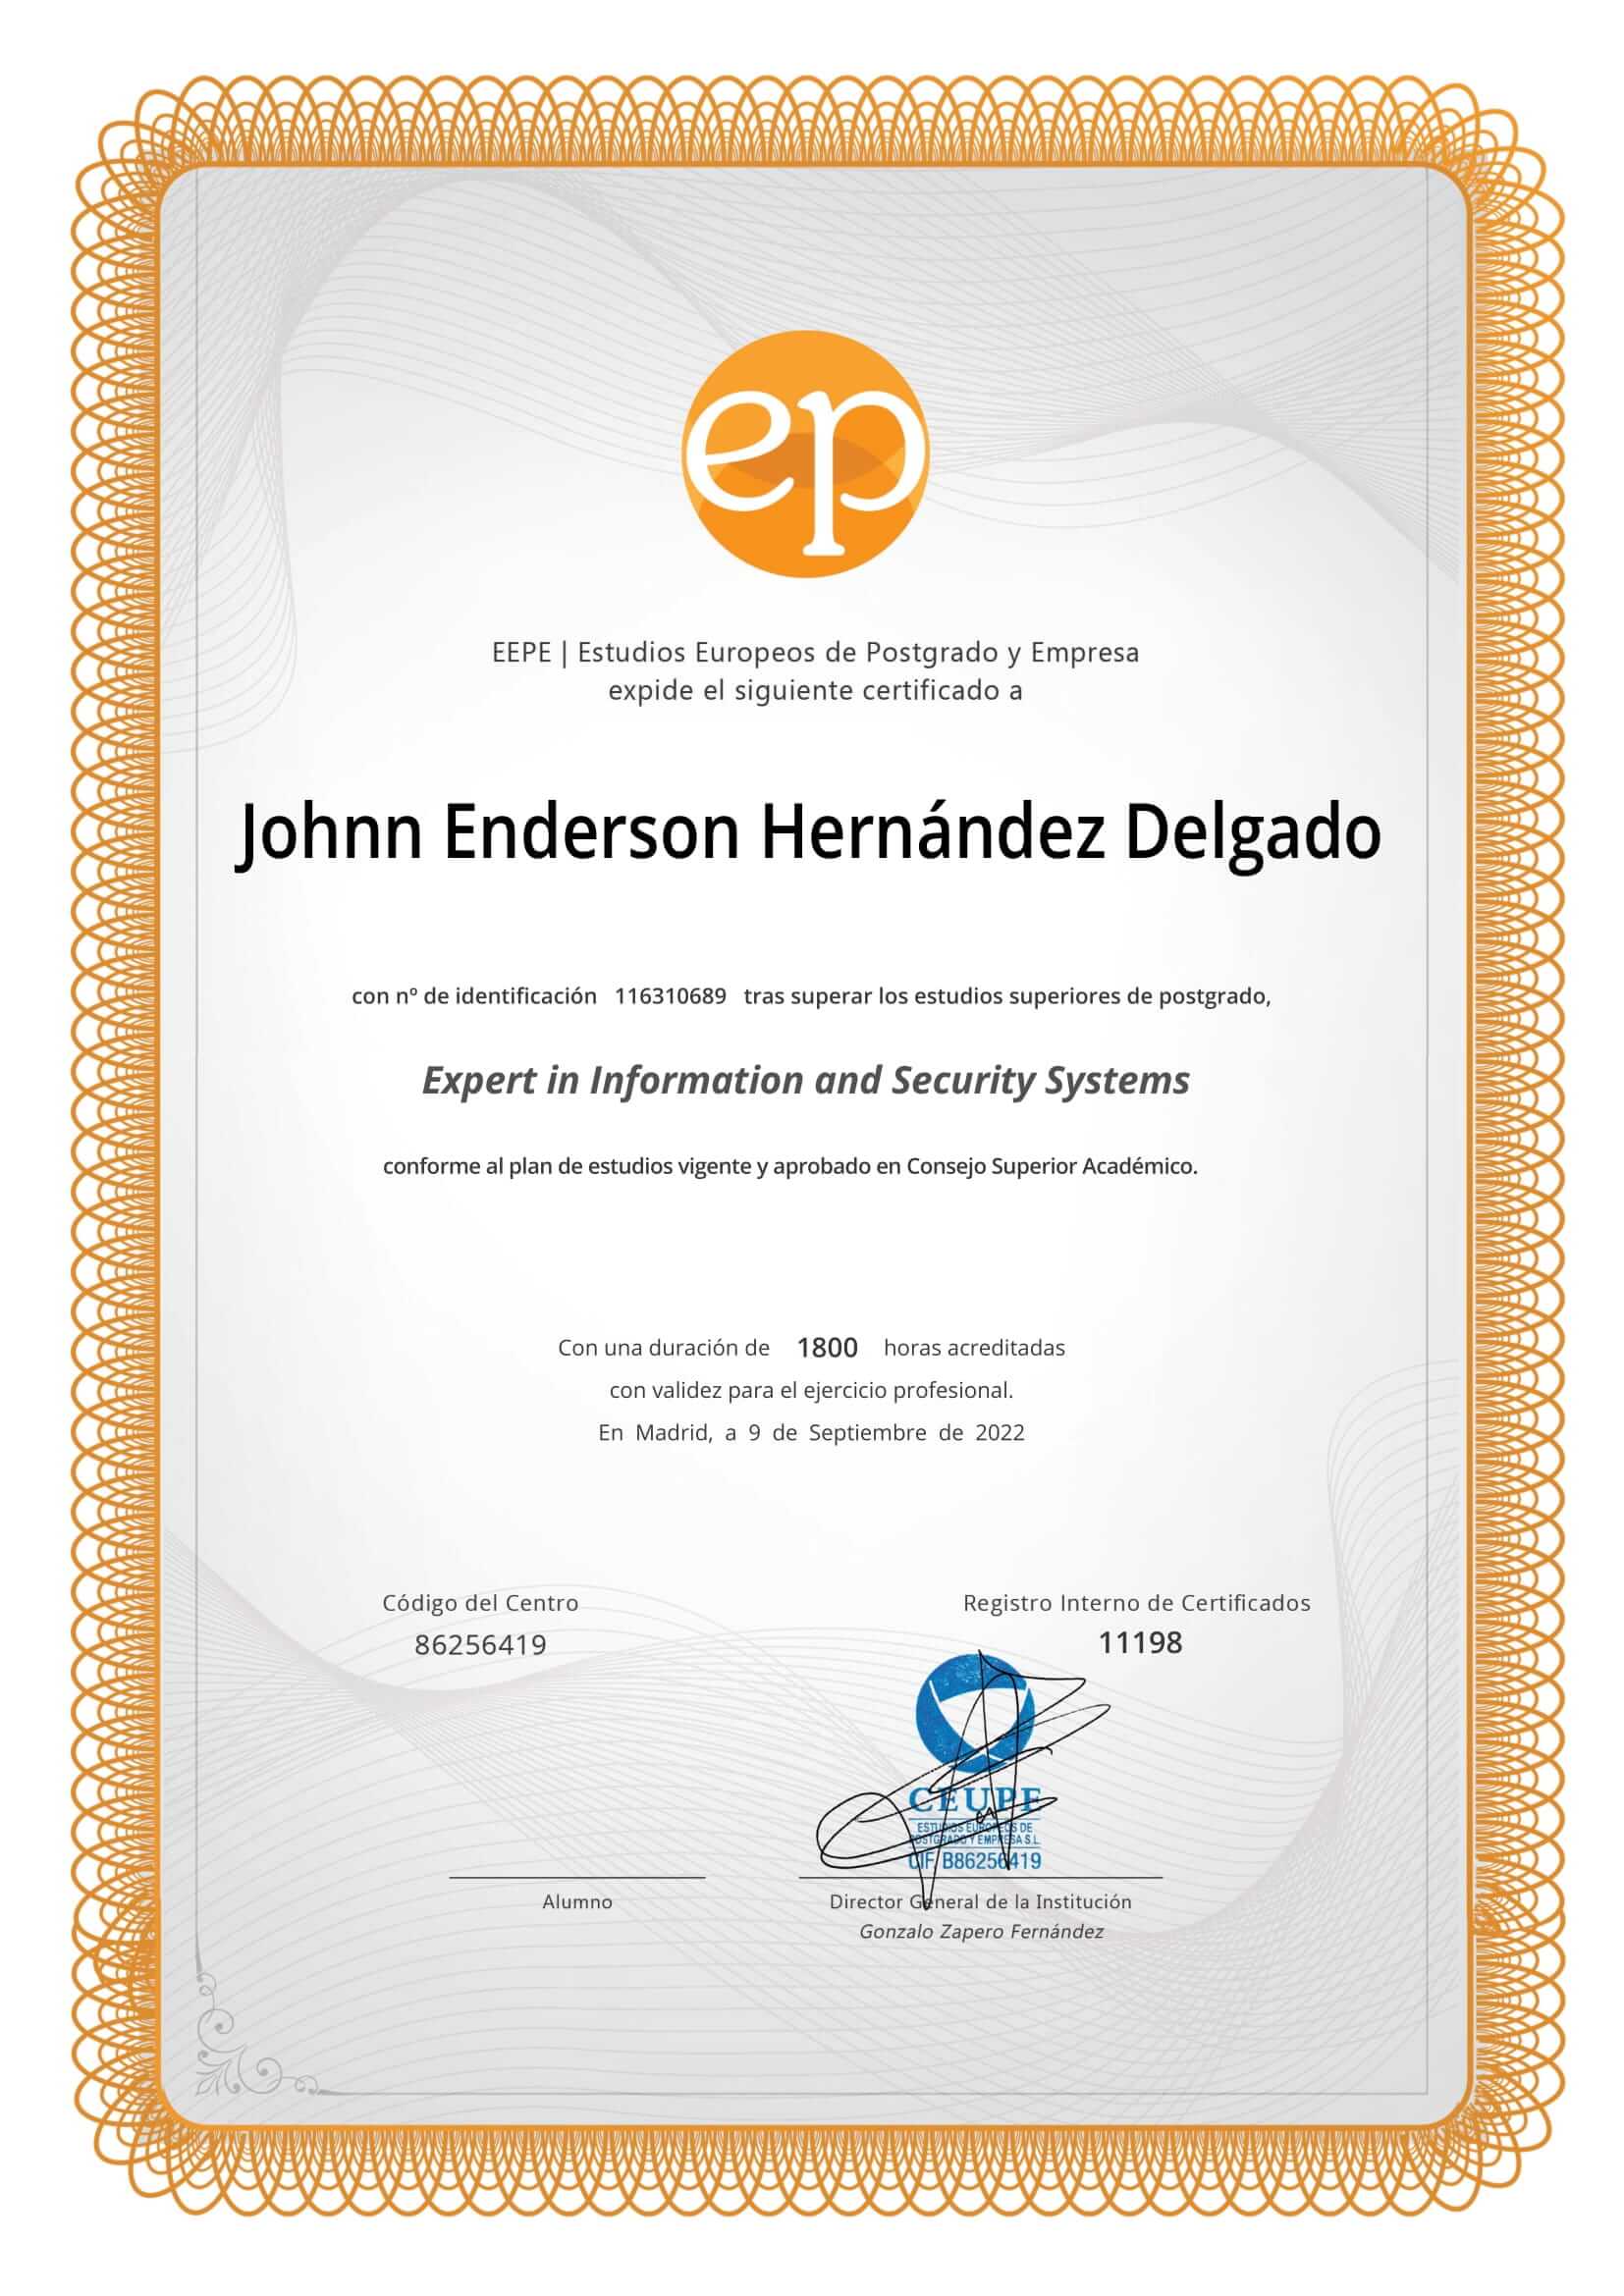 ep
EEPE | Estudios Europeos de Postgrado y Empresa
expide el siguiente certificado a
Johnn Enderson Hernández Delgado
con nº de identificación 116310689 tras superar los estudios superiores de postgrado,
Expert in Information and Security Systems
conforme al plan de estudios vigente y aprobado en Consejo Superior Académico.
Con una duración de 1800 horas acreditadas
con validez para el ejercicio profesional.
En Madrid, a 9 de Septiembre de 2022
Código del Centro
86256419
Registro Interno de Certificados
11198
CEUPE
ESTUDIOS EUROPEOS DE
POSTGRADO Y EMPRESA S.L.
CIF B86256419
Alumno
Director General de la Institución
Gonzalo Zapero Fernández